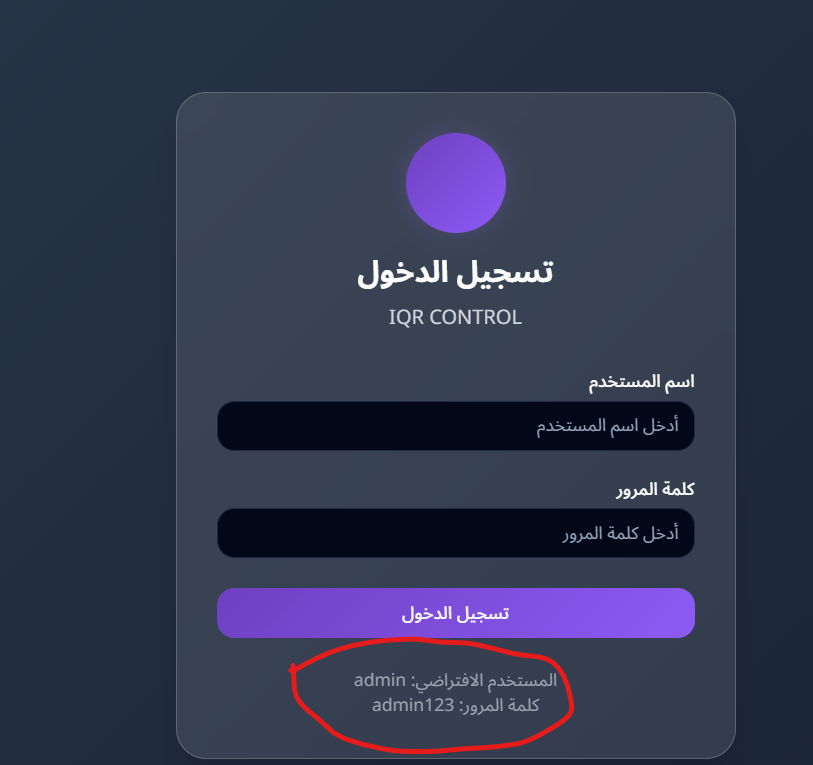 تسجيل الدخول
IQR CONTROL
اسم المستخدم
أدخل اسم المستخدم
كلمة المرور
أدخل كلمة المرور
تسجيل الدخول
المستخدم الافتراضي: admin
كلمة المرور: admin123